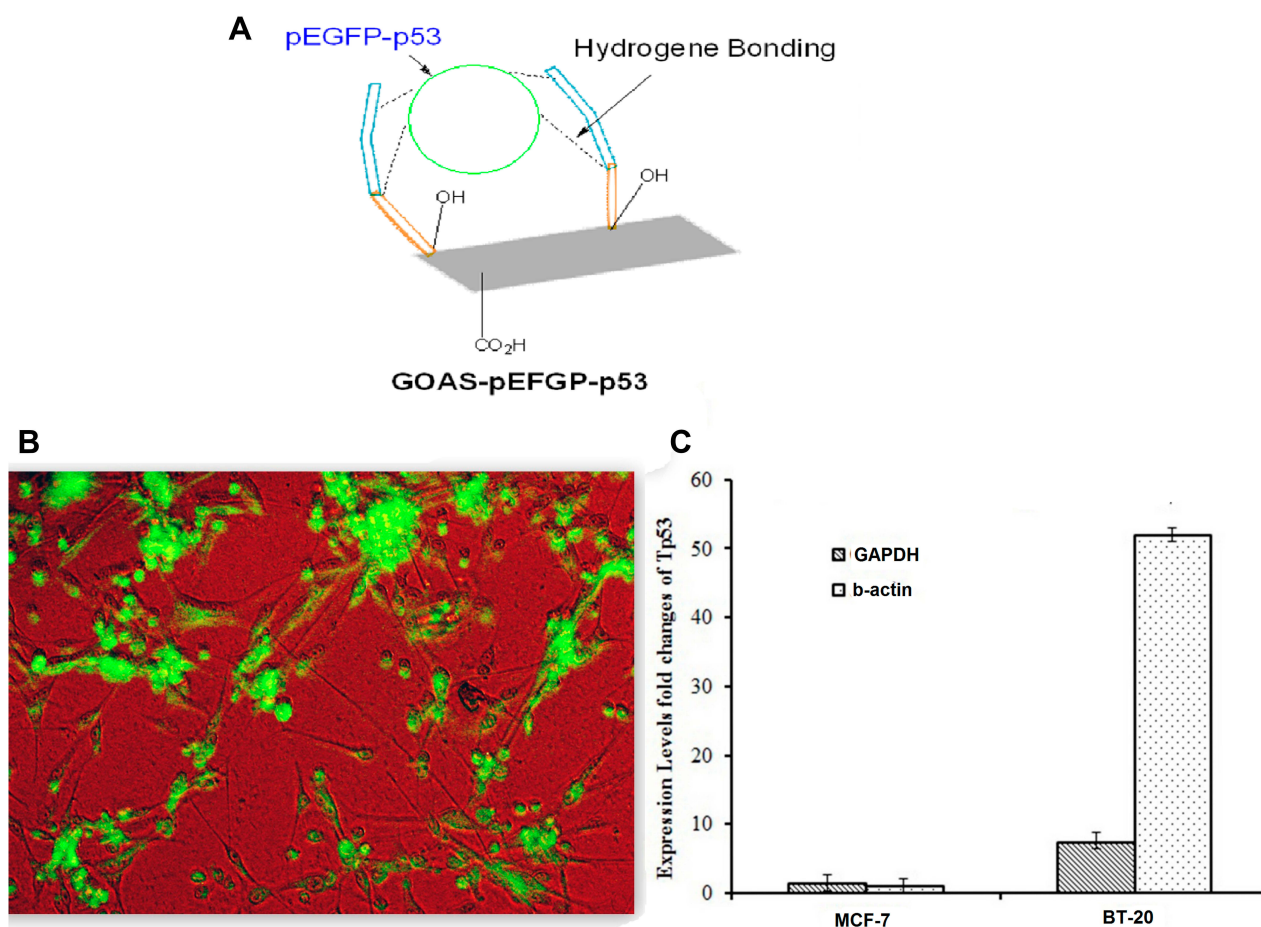 A
pEGFP-p53
Hydrogene Bonding
OH
OH
CO2H
GOAS-pEFGP-p53
B
C
Expression Levels fold changes of Tp53
60
50
40
30
20
10
0
GAPDH
b-actin
MCF-7
BT-20